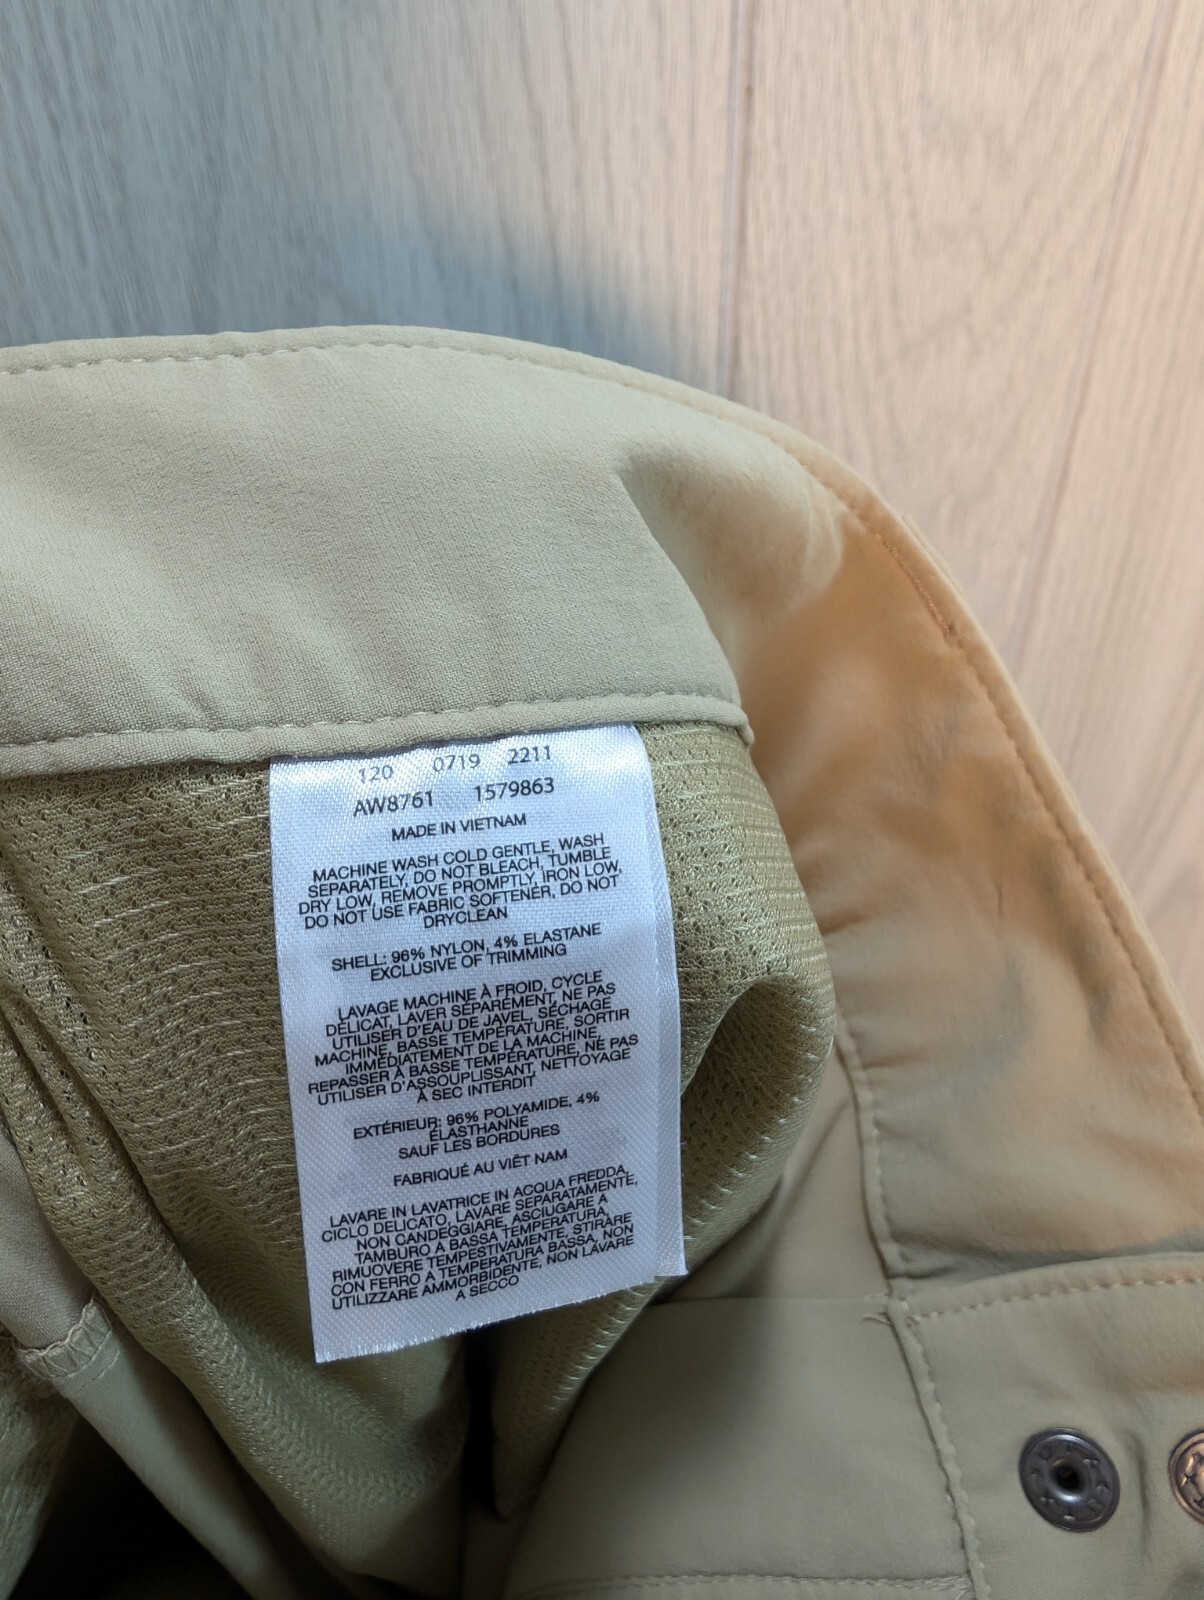 120 0719 2211
AW8761 1579863
MADE IN VIETNAM
MACHINE WASH COLD GENTLE, WASH
SEPARATELY, DO NOT BLEACH, TUMBLE
DRY LOW, REMOVE PROMPTLY, IRON LOW,
DO NOT USE FABRIC SOFTENER, DO NOT
DRYCLEAN
SHELL: 96% NYLON, 4% ELASTANE
EXCLUSIVE OF TRIMMING
LAVAGE MACHINE À FROID, CYCLE
DÉLICAT, LAVER SÉPARÉMENT, NE PAS
UTILISER D'EAU DE JAVEL, SÉCHAGE
MACHINE, BASSE TEMPÉRATURE, SORTIR
IMMÉDIATEMENT DE LA MACHINE,
REPASSER À BASSE TEMPÉRATURE, NE PAS
UTILISER D'ASSOUPLISSANT, NETTOYAGE
À SEC INTERDIT
EXTÉRIEUR: 96% POLYAMIDE, 4%
ÉLASTHANNE
SAUF LES BORDURES
FABRIQUÉ AU VIÊT NAM
LAVARE IN LAVATRICE IN ACQUA FREDDA,
CICLO DELICATO, LAVARE SEPARATAMENTE,
NON CANDEGGIARE, ASCIUGARE A
TAMBURO A BASSA TEMPERATURA,
RIMUOVERE TEMPESTIVAMENTE, STIRARE
CON FERRO A TEMPERATURA BASSA, NON
UTILIZZARE AMMORBIDENTE, NON LAVARE
A SECCO